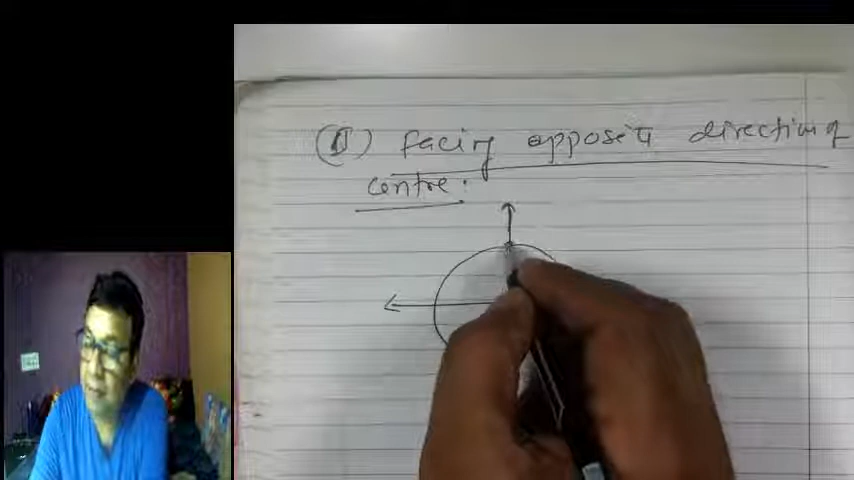 (II) Facing opposite direction of
centre.